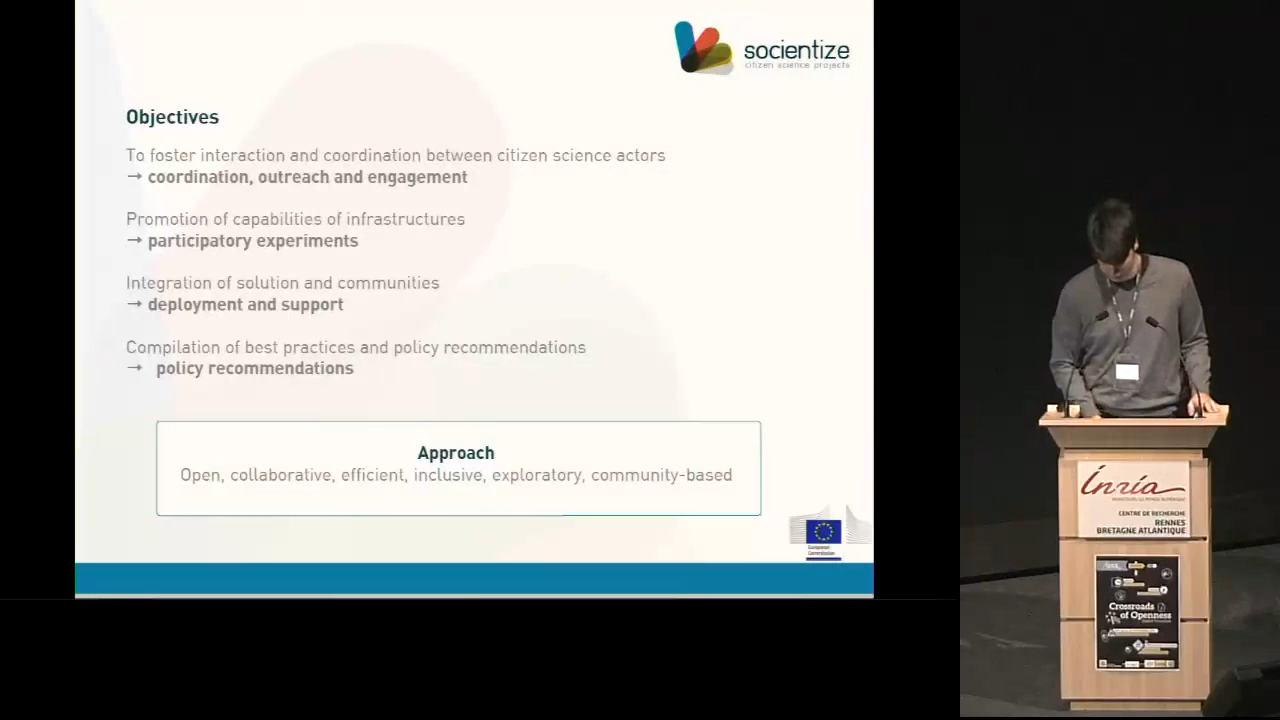 socientize
citizen science projects
Objectives
To foster interaction and coordination between citizen science actors
→ coordination, outreach and engagement
Promotion of capabilities of infrastructures
→ participatory experiments
Integration of solution and communities
→ deployment and support
Compilation of best practices and policy recommendations
→ policy recommendations
Approach
Open, collaborative, efficient, inclusive, exploratory, community-based
European
Commission
Inria
CENTRE DE RECHERCHE
RENNES
BRETAGNE ATLANTIQUE
Crossroads
of Openness